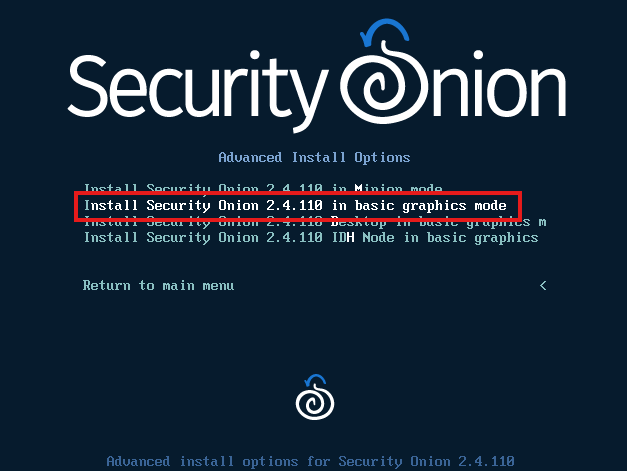 Security Onion
Advanced Install Options
Install Security Onion 2.4.110 in Minion mode
Install Security Onion 2.4.110 in basic graphics mode
Install Security Onion 2.4.110 Desktop in basic graphics m
Install Security Onion 2.4.110 IDH Node in basic graphics
Return to main menu <
Advanced install options for Security Onion 2.4.110